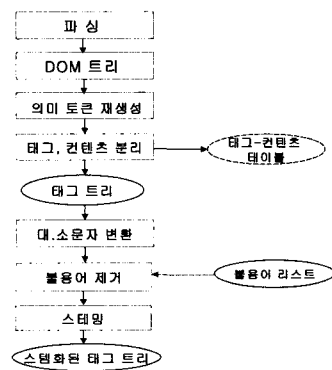 파 싱
DOM 트리
의미 토큰 재생성
태그, 컨텐츠 분리
태그-컨텐츠
테이블
태그 트리
대.소문자 변환
불용어 제거
불용어 리스트
스테밍
스템화된 태그 트리